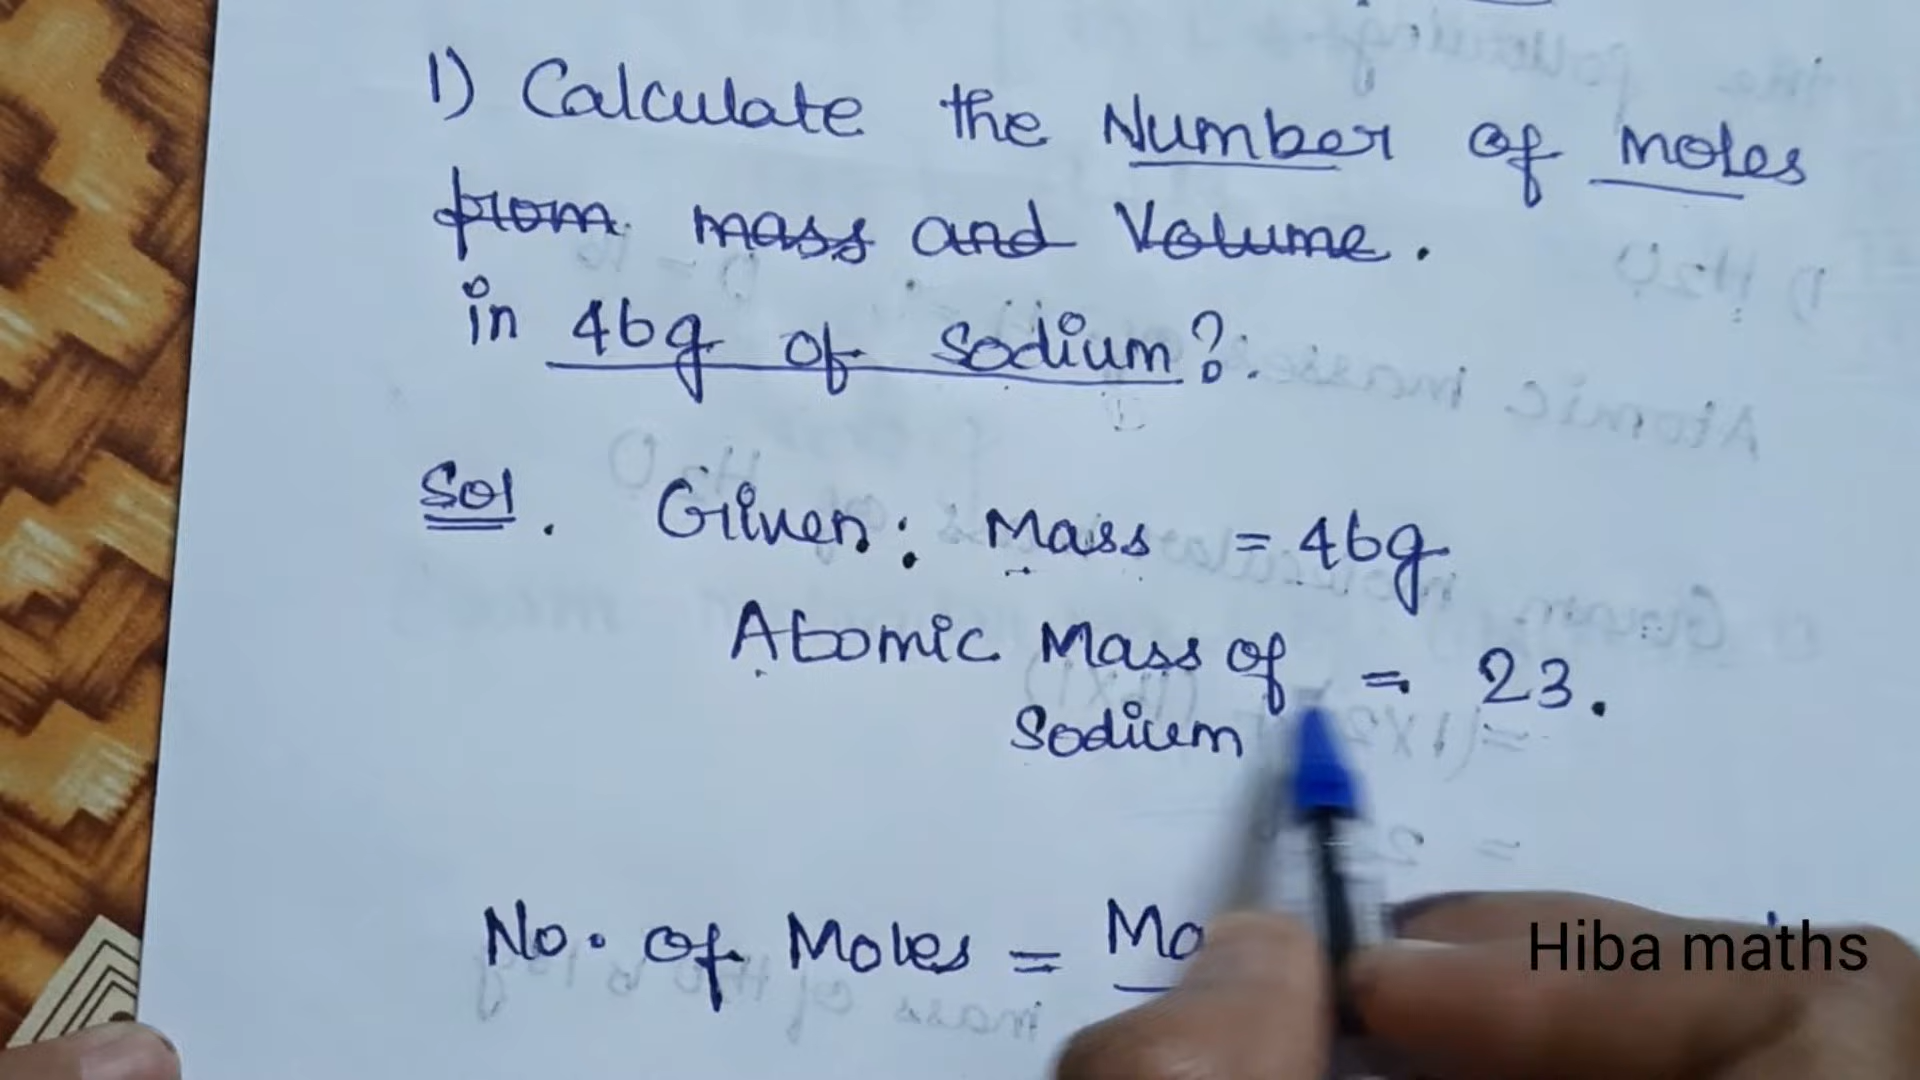 1) Calculate the Number of moles
from mass and Volume.
in 46g of sodium?.
Sol. Given: Mass = 46g
Atomic Mass of = 23.
Sodium
No. of Moles =
Hiba maths